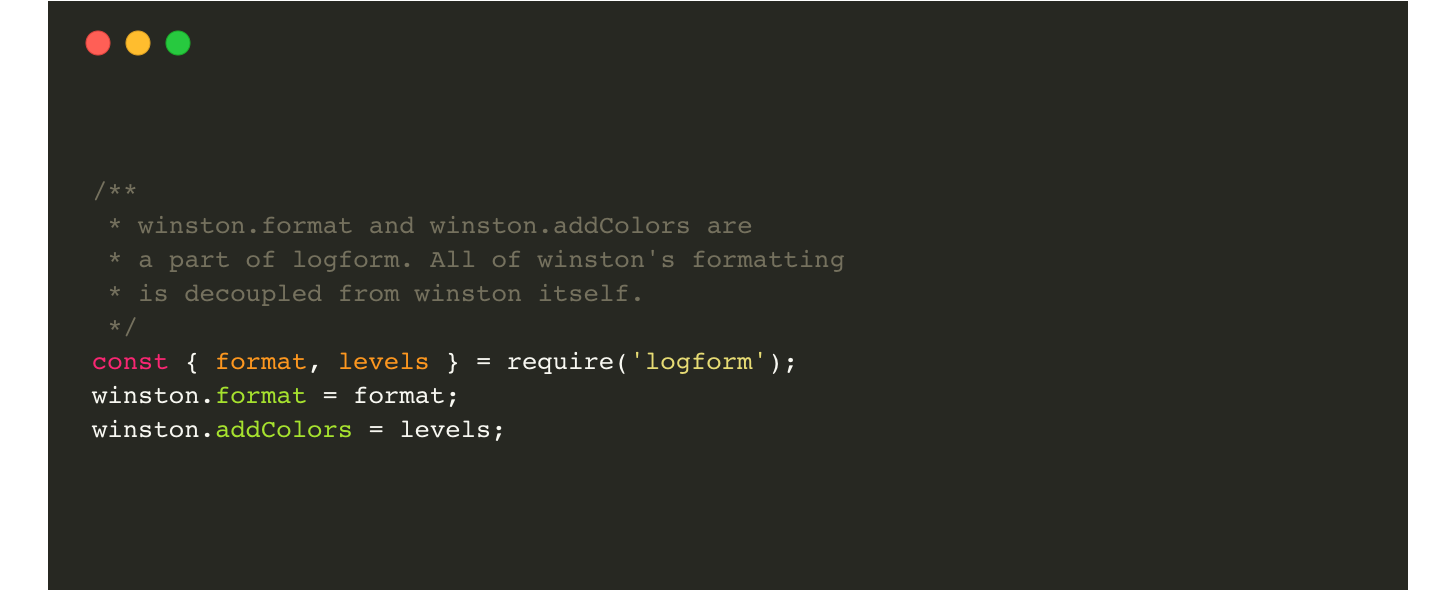 /**
 * winston.format and winston.addColors are
 * a part of logform. All of winston's formatting
 * is decoupled from winston itself.
 */
const { format, levels } = require('logform');
winston.format = format;
winston.addColors = levels;